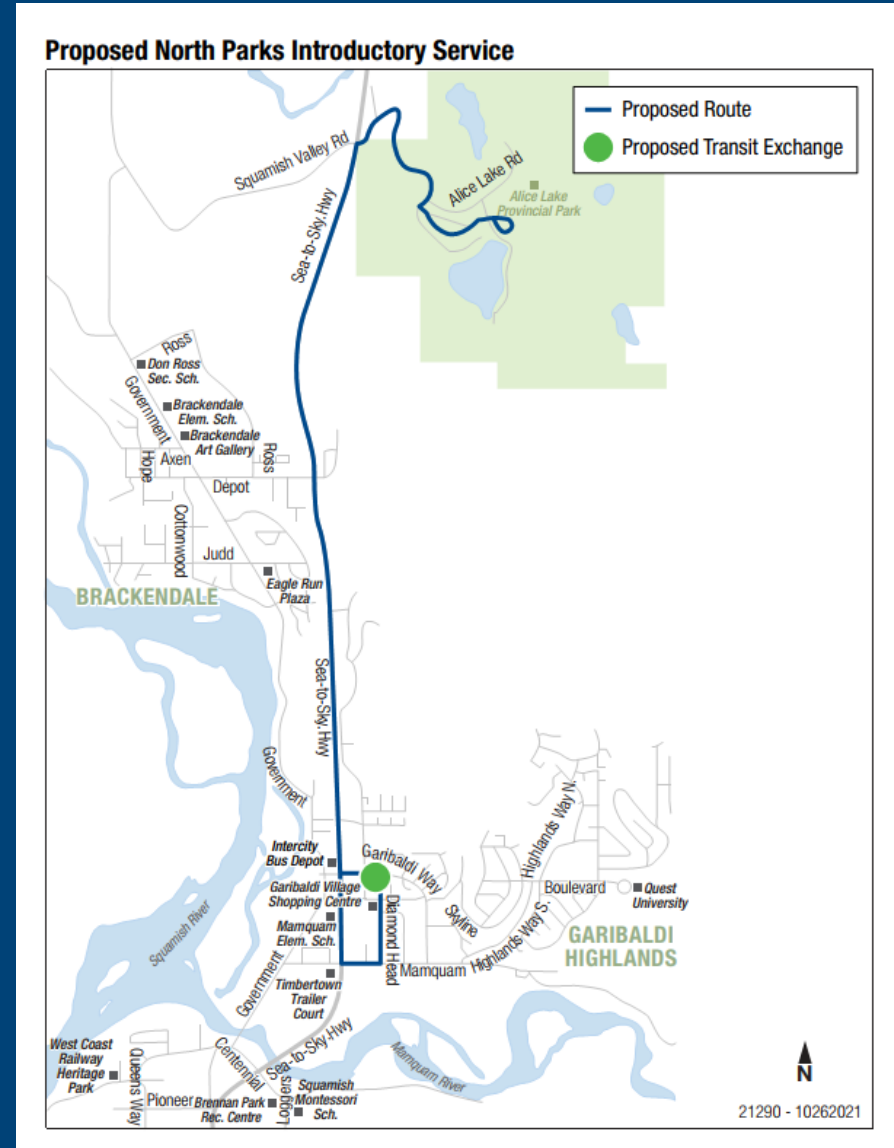 Proposed North Parks Introductory Service
Proposed Route
Proposed Transit Exchange
Squamish Valley Rd
Alice Lake Rd
Alice Lake
Provincial Park
Sea-to-Sky.Hwy
Ross
Don Ross
Sec. Sch.
Government
Brackendale
Elem. Sch.
Brackendale
Art Gallery
Hope
Axen
Ross
Depot
Cottonwood
Judd
Eagle Run
Plaza
BRACKENDALE
Sea-to-Sky.Hwy
Government
Intercity
Bus Depot
Garibaldi Way
Highlands Way N.
Garibaldi Village
Shopping Centre
Boulevard
Quest
University
Diamond Head
Skyline
Mamquam
Elem. Sch.
Highlands Way S.
GARIBALDI
HIGHLANDS
Squamish River
Government
Mamquam
Timbertown
Trailer
Court
West Coast
Railway
Heritage
Park
Queens Way
Centennial
Sea-to-Sky.Hwy
Mamquam River
Pioneer
Brennan Park
Rec. Centre
Loggers
Squamish
Montessori
Sch.
N
21290 - 10262021